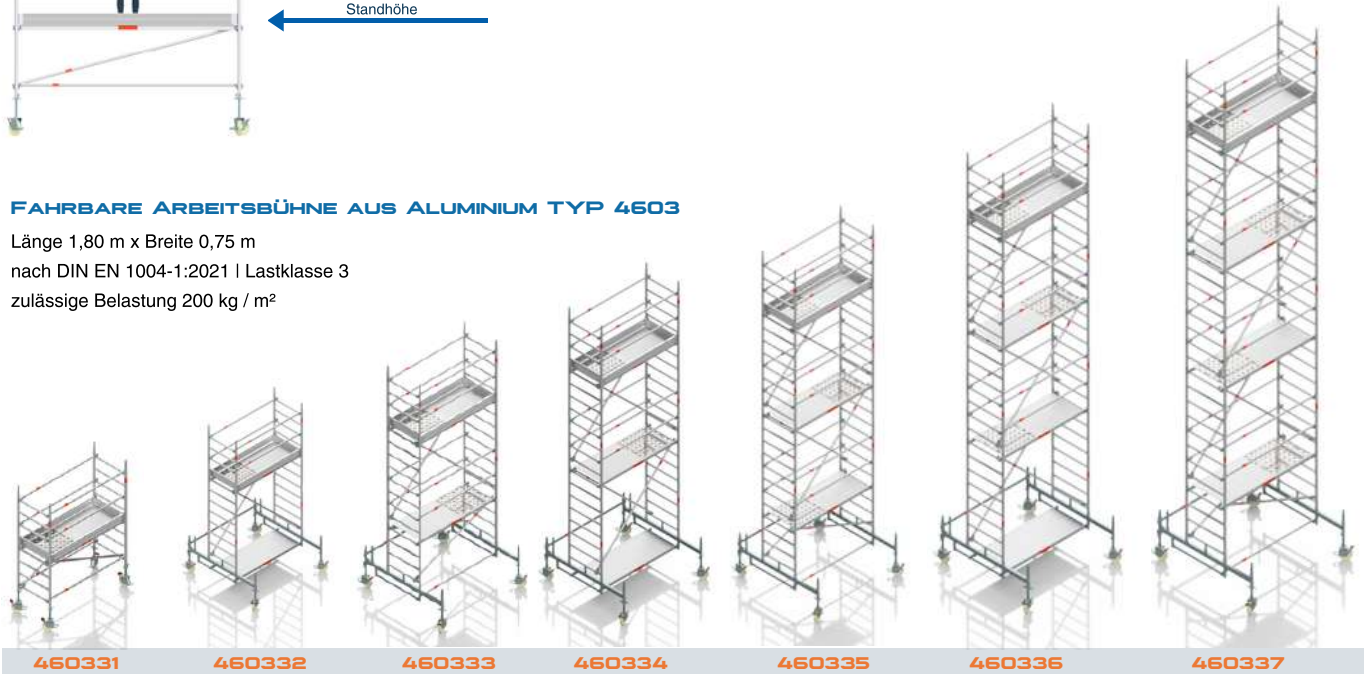 Standhöhe
FAHRBARE ARBEITSBÜHNE AUS ALUMINIUM TYP 4603
Länge 1,80 m x Breite 0,75 m
nach DIN EN 1004-1:2021 | Lastklasse 3
zulässige Belastung 200 kg / m²
460331 460332 460333 460334 460335 460336 460337